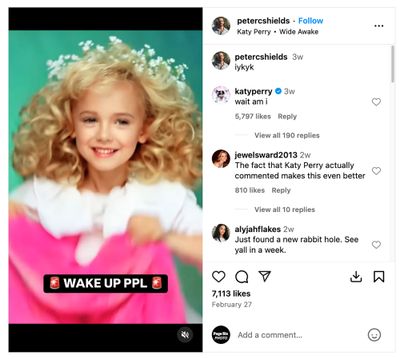 petercshields • Follow
Katy Perry • Wide Awake
petercshields 3w
iykyk
katyperry 3w
wait am i
5,797 likes Reply
View all 190 replies
jewelsward2013 2w
The fact that Katy Perry actually
commented makes this even better
810 likes Reply
View all 10 replies
alyjahflakes 2w
Just found a new rabbit hole. See
yall in a week.
🚨 WAKE UP PPL 🚨
7,113 likes
February 27
Page Six
PHOTO
Add a comment...